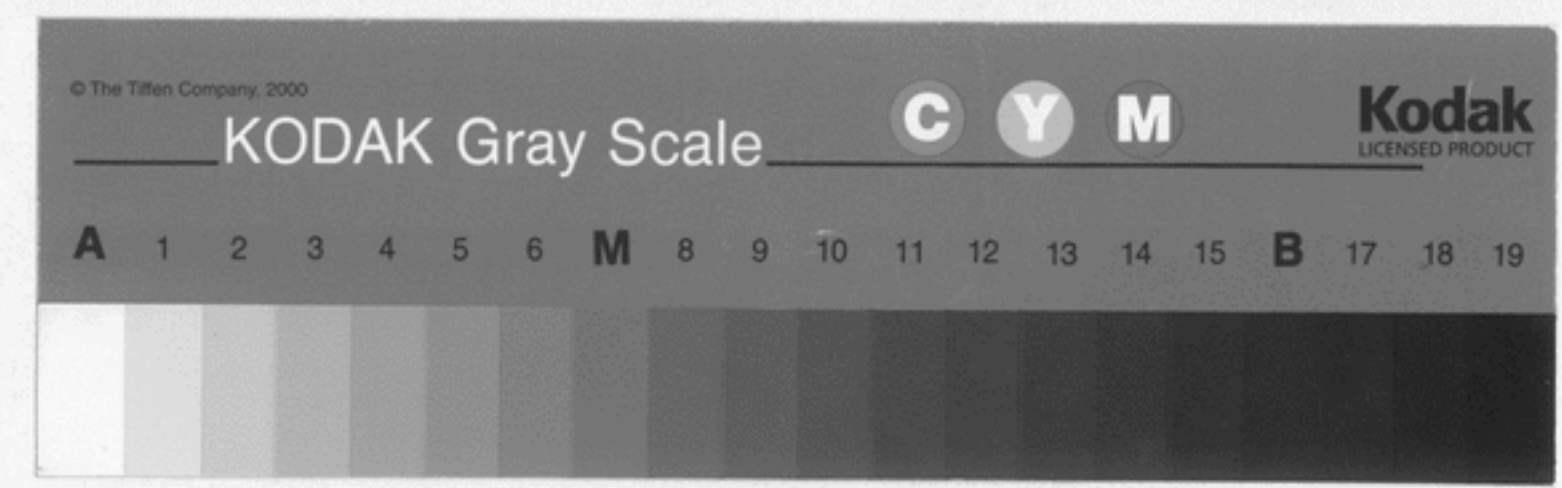 © The Tiffen Company, 2000
KODAK Gray Scale
C Y M
Kodak
LICENSED PRODUCT
A 1 2 3 4 5 6 M 8 9 10 11 12 13 14 15 B 17 18 19